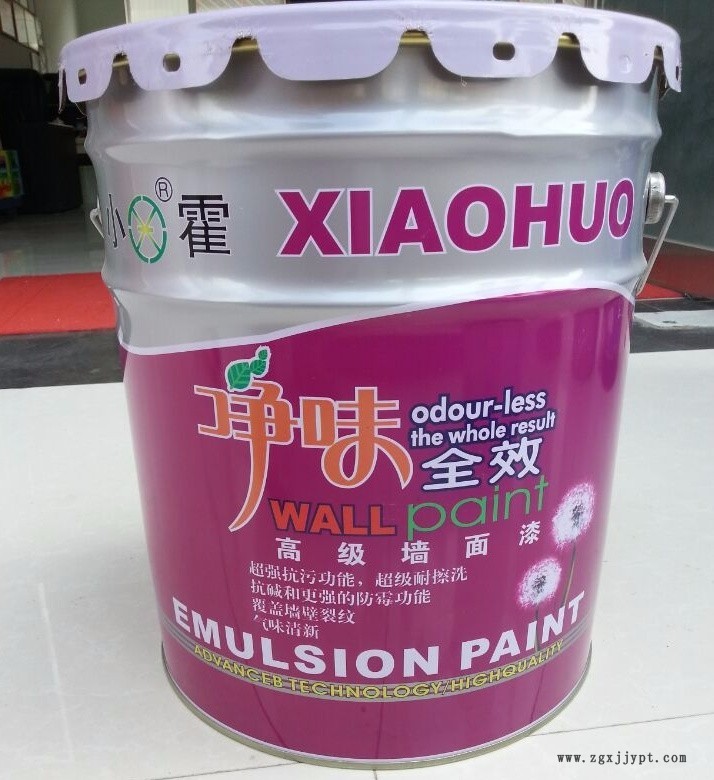 小 ® 霍 XIAOHUO
净味
odour-less
the whole result
全效
WALL paint
高级墙面漆
超强抗污功能，超级耐擦洗
抗碱和更强的防霉功能
覆盖墙壁裂纹
气味清新
EMULSION PAINT
ADVANCEB TECHNOLOGY/HIGHQUALITY
www.zgxjjypt.com